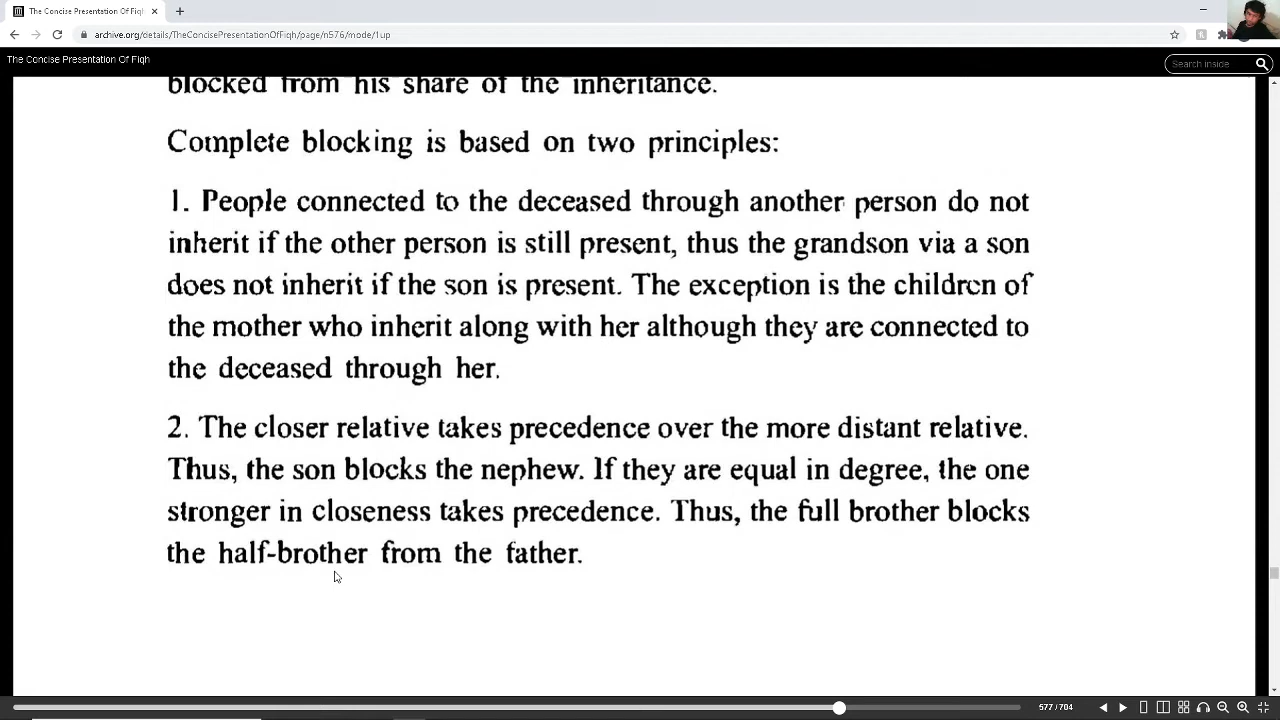 The Concise Presentation Of Fiqh
archive.org/details/TheConcisePresentationOfFiqh/page/n576/mode/1up
The Concise Presentation Of Fiqh
Search inside
blocked from his share of the inheritance.
Complete blocking is based on two principles:
1. People connected to the deceased through another person do not
inherit if the other person is still present, thus the grandson via a son
does not inherit if the son is present. The exception is the children of
the mother who inherit along with her although they are connected to
the deceased through her.
2. The closer relative takes precedence over the more distant relative.
Thus, the son blocks the nephew. If they are equal in degree, the one
stronger in closeness takes precedence. Thus, the full brother blocks
the half-brother from the father.
577 / 704